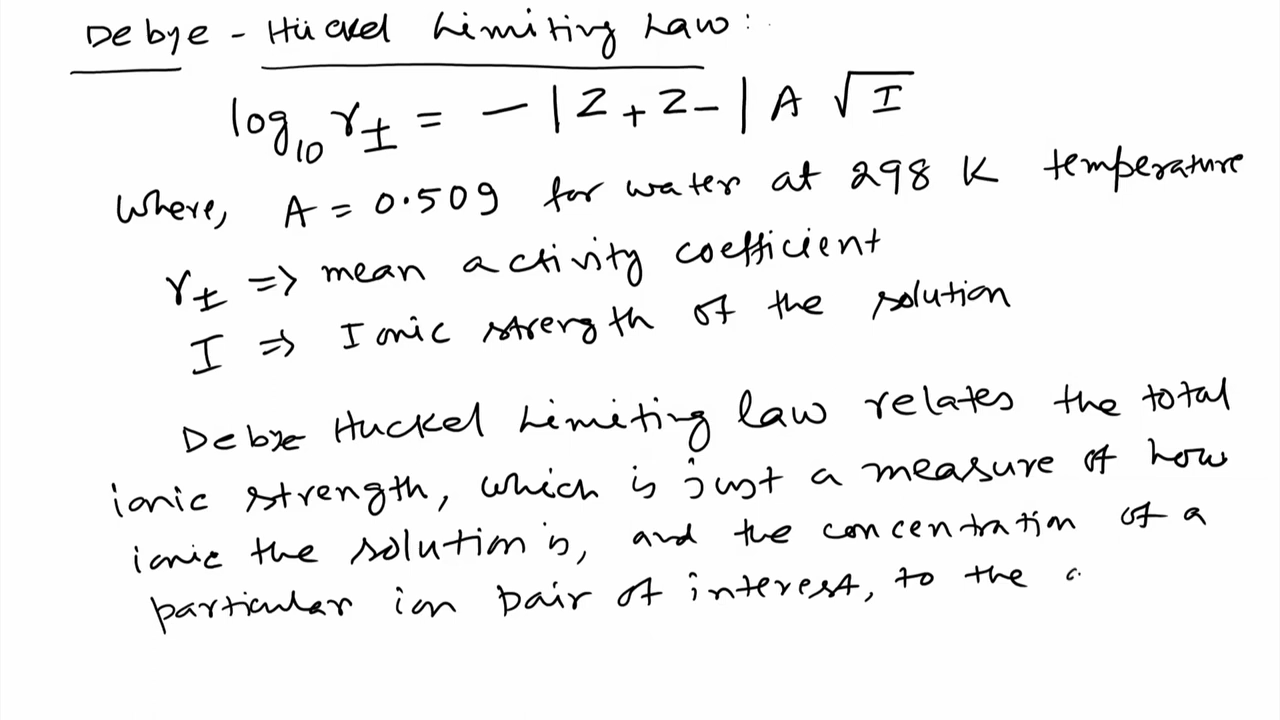 Debye - Hückel Limiting Law:
log₁₀ γ± = - |Z+Z-| A √I
where, A = 0.509 for water at 298 K temperature
γ± => mean activity coefficient
I => Ionic strength of the solution
Debye Huckel Limiting law relates the total
ionic strength, which is just a measure of how
ionic the solution is, and the concentration of a
particular ion pair of interest, to the